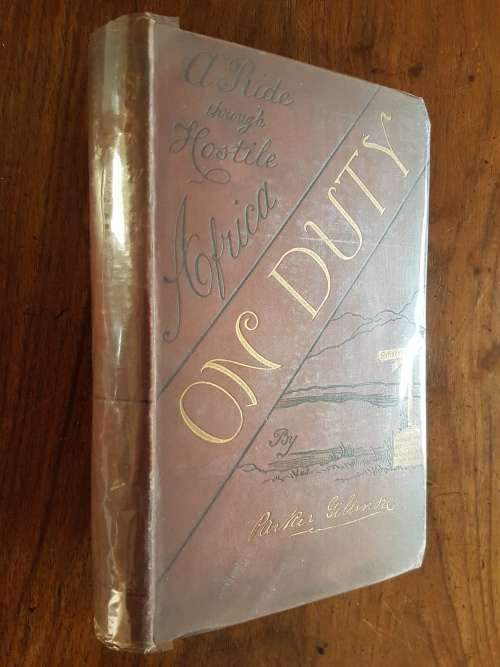 A Ride
through
Hostile
Africa
ON DUTY
By
Parker Gillmore